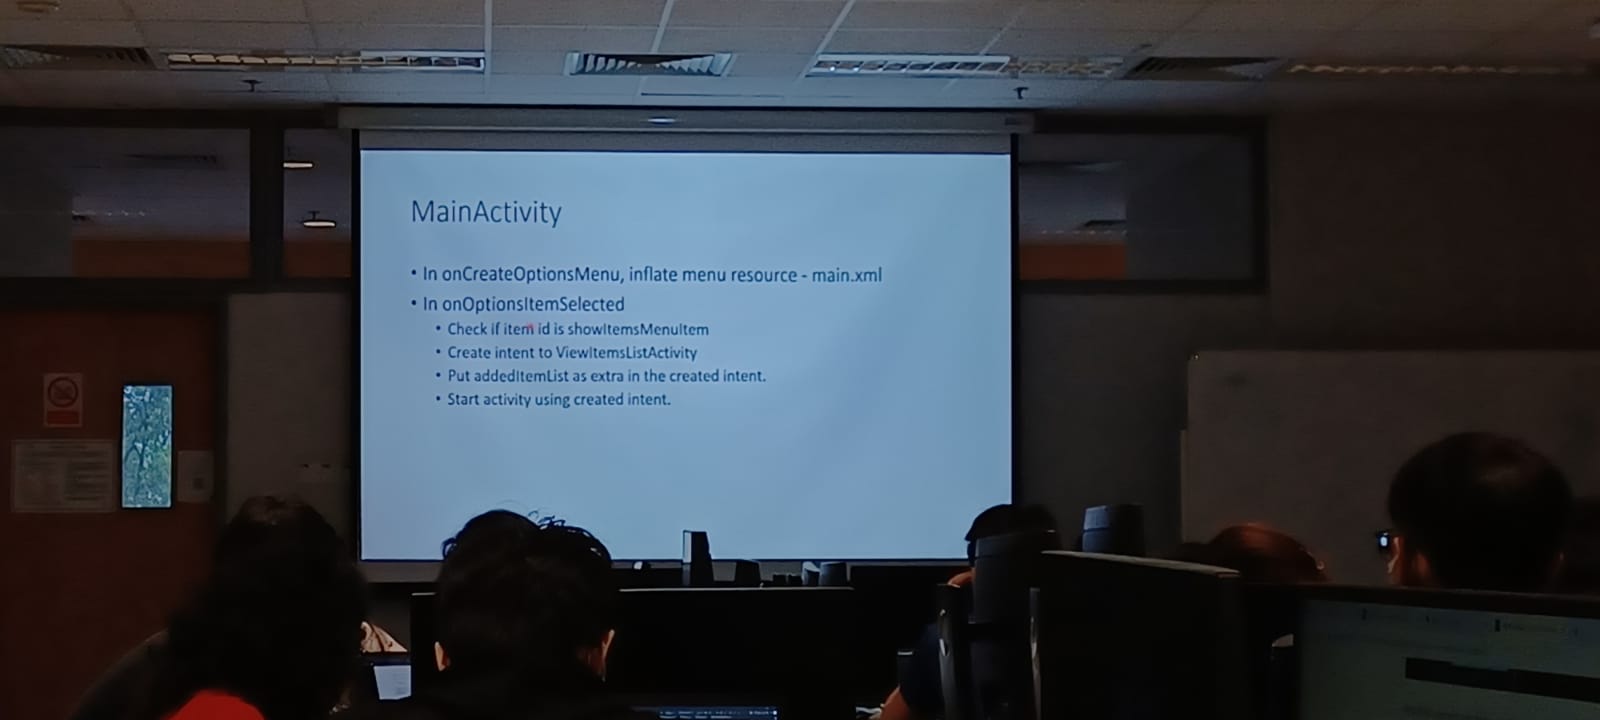 MainActivity
• In onCreateOptionsMenu, inflate menu resource - main.xml
• In onOptionsItemSelected
• Check if item id is showItemsMenuItem
• Create intent to ViewItemsListActivity
• Put addedItemList as extra in the created intent.
• Start activity using created intent.